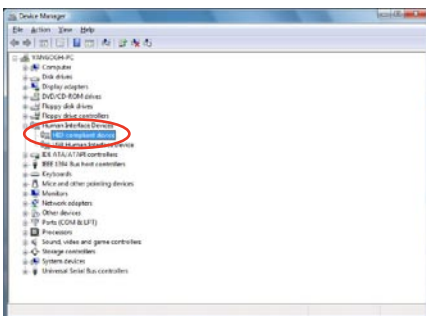 Device Manager
File Action View Help
VANGOGH-PC
Computer
Disk drives
Display adapters
DVD/CD-ROM drives
Floppy disk drives
Floppy drive controllers
Human Interface Devices
HID-compliant device
USB Human Interface Device
IDE ATA/ATAPI controllers
IEEE 1394 Bus host controllers
Keyboards
Mice and other pointing devices
Monitors
Network adapters
Other devices
Ports (COM & LPT)
Processors
Sound, video and game controllers
Storage controllers
System devices
Universal Serial Bus controllers